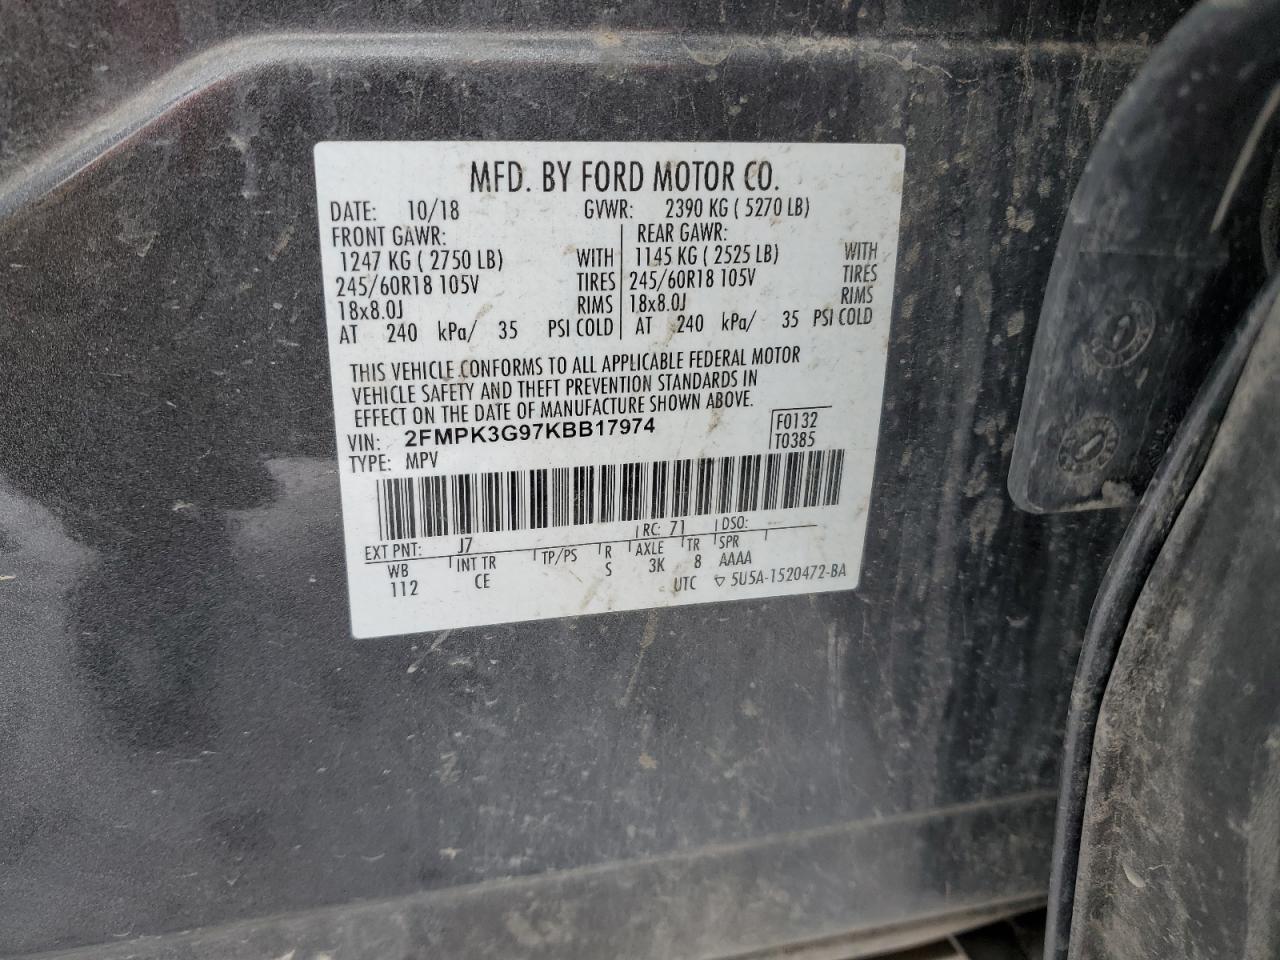 MFD. BY FORD MOTOR CO.
DATE: 10/18 GVWR: 2390 KG ( 5270 LB)
FRONT GAWR: REAR GAWR:
1247 KG ( 2750 LB) WITH 1145 KG ( 2525 LB) WITH
245/60R18 105V TIRES 245/60R18 105V TIRES
18x8.0J RIMS 18x8.0J RIMS
AT 240 kPa/ 35 PSI COLD AT 240 kPa/ 35 PSI COLD
THIS VEHICLE CONFORMS TO ALL APPLICABLE FEDERAL MOTOR
VEHICLE SAFETY AND THEFT PREVENTION STANDARDS IN
EFFECT ON THE DATE OF MANUFACTURE SHOWN ABOVE.
VIN: 2FMPK3G97KBB17974 F0132
TYPE: MPV T0385
EXT PNT: J7 RC: 71 DSO:
WB INT TR TP/PS R AXLE TR SPR
112 CE S 3K 8 AAAA
UTC ▽ 5U5A-1520472-BA